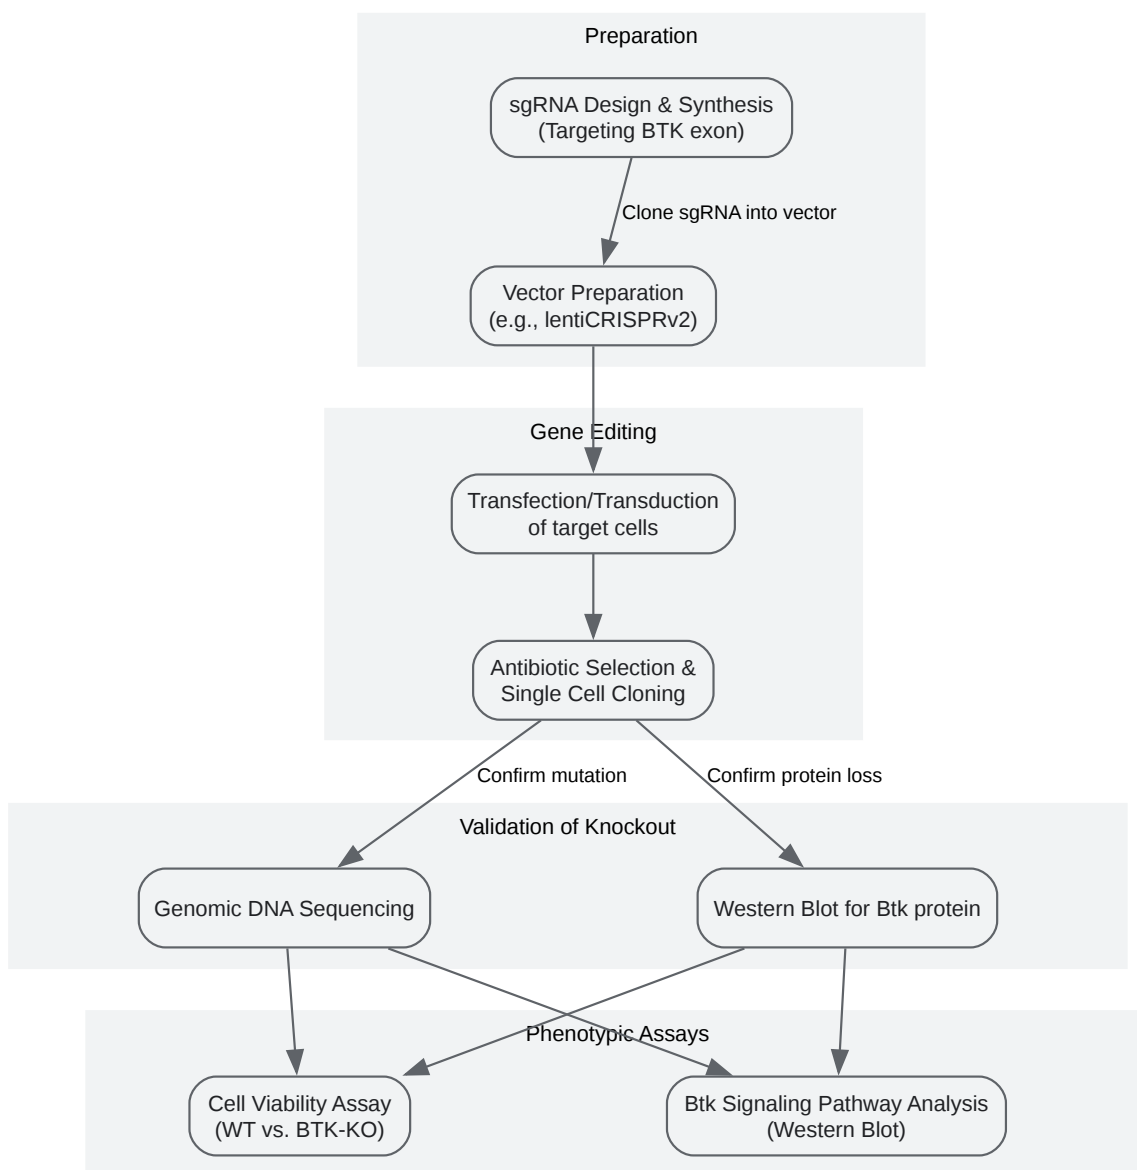 Preparation
sgRNA Design & Synthesis
(Targeting BTK exon)
Clone sgRNA into vector
Vector Preparation
(e.g., lentiCRISPRv2)
Gene Editing
Transfection/Transduction
of target cells
Antibiotic Selection &
Single Cell Cloning
Confirm mutation
Confirm protein loss
Validation of Knockout
Genomic DNA Sequencing
Western Blot for Btk protein
Phenotypic Assays
Cell Viability Assay
(WT vs. BTK-KO)
Btk Signaling Pathway Analysis
(Western Blot)